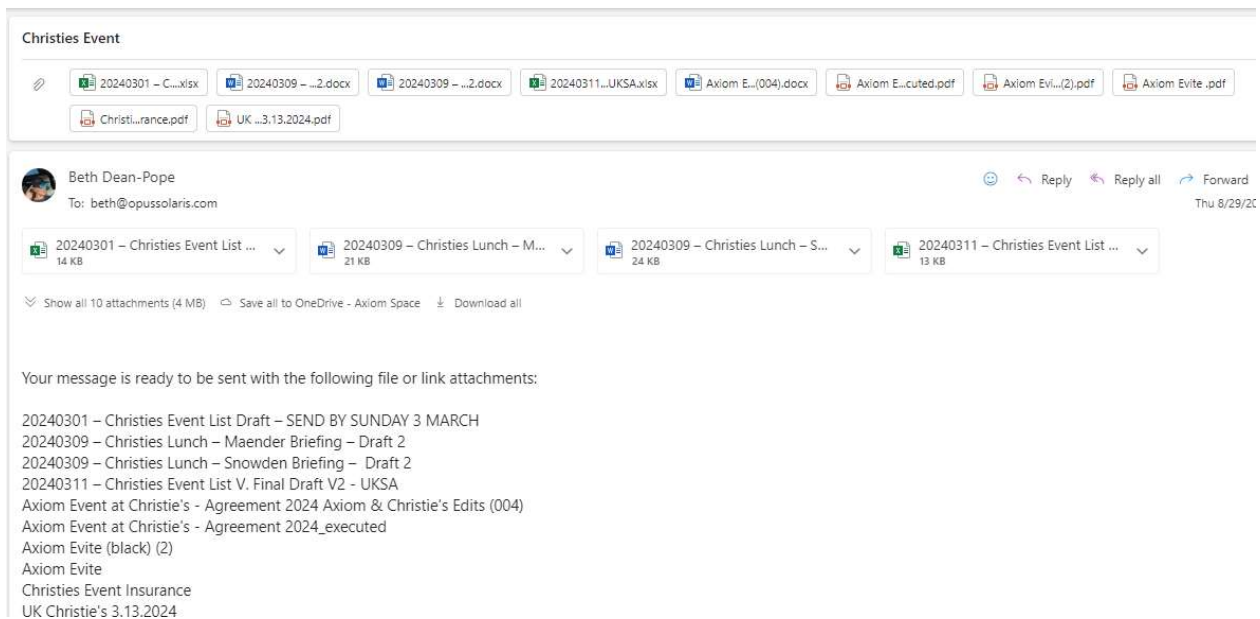 Christies Event
20240301 – C....xlsx 20240309 – ...2.docx 20240309 – ...2.docx 20240311...UKSA.xlsx Axiom E...(004).docx Axiom E...cuted.pdf Axiom Evi...(2).pdf Axiom Evite .pdf
Christi...rance.pdf UK ...3.13.2024.pdf
Beth Dean-Pope
Reply Reply all Forward
To: beth@opussolaris.com
Thu 8/29/20
20240301 – Christies Event List ... 20240309 – Christies Lunch – M... 20240309 – Christies Lunch – S... 20240311 – Christies Event List ...
14 KB 21 KB 24 KB 13 KB
Show all 10 attachments (4 MB) Save all to OneDrive - Axiom Space Download all
Your message is ready to be sent with the following file or link attachments:
20240301 – Christies Event List Draft – SEND BY SUNDAY 3 MARCH
20240309 – Christies Lunch – Maender Briefing – Draft 2
20240309 – Christies Lunch – Snowden Briefing – Draft 2
20240311 – Christies Event List V. Final Draft V2 - UKSA
Axiom Event at Christie's - Agreement 2024 Axiom & Christie's Edits (004)
Axiom Event at Christie's - Agreement 2024_executed
Axiom Evite (black) (2)
Axiom Evite
Christies Event Insurance
UK Christie's 3.13.2024